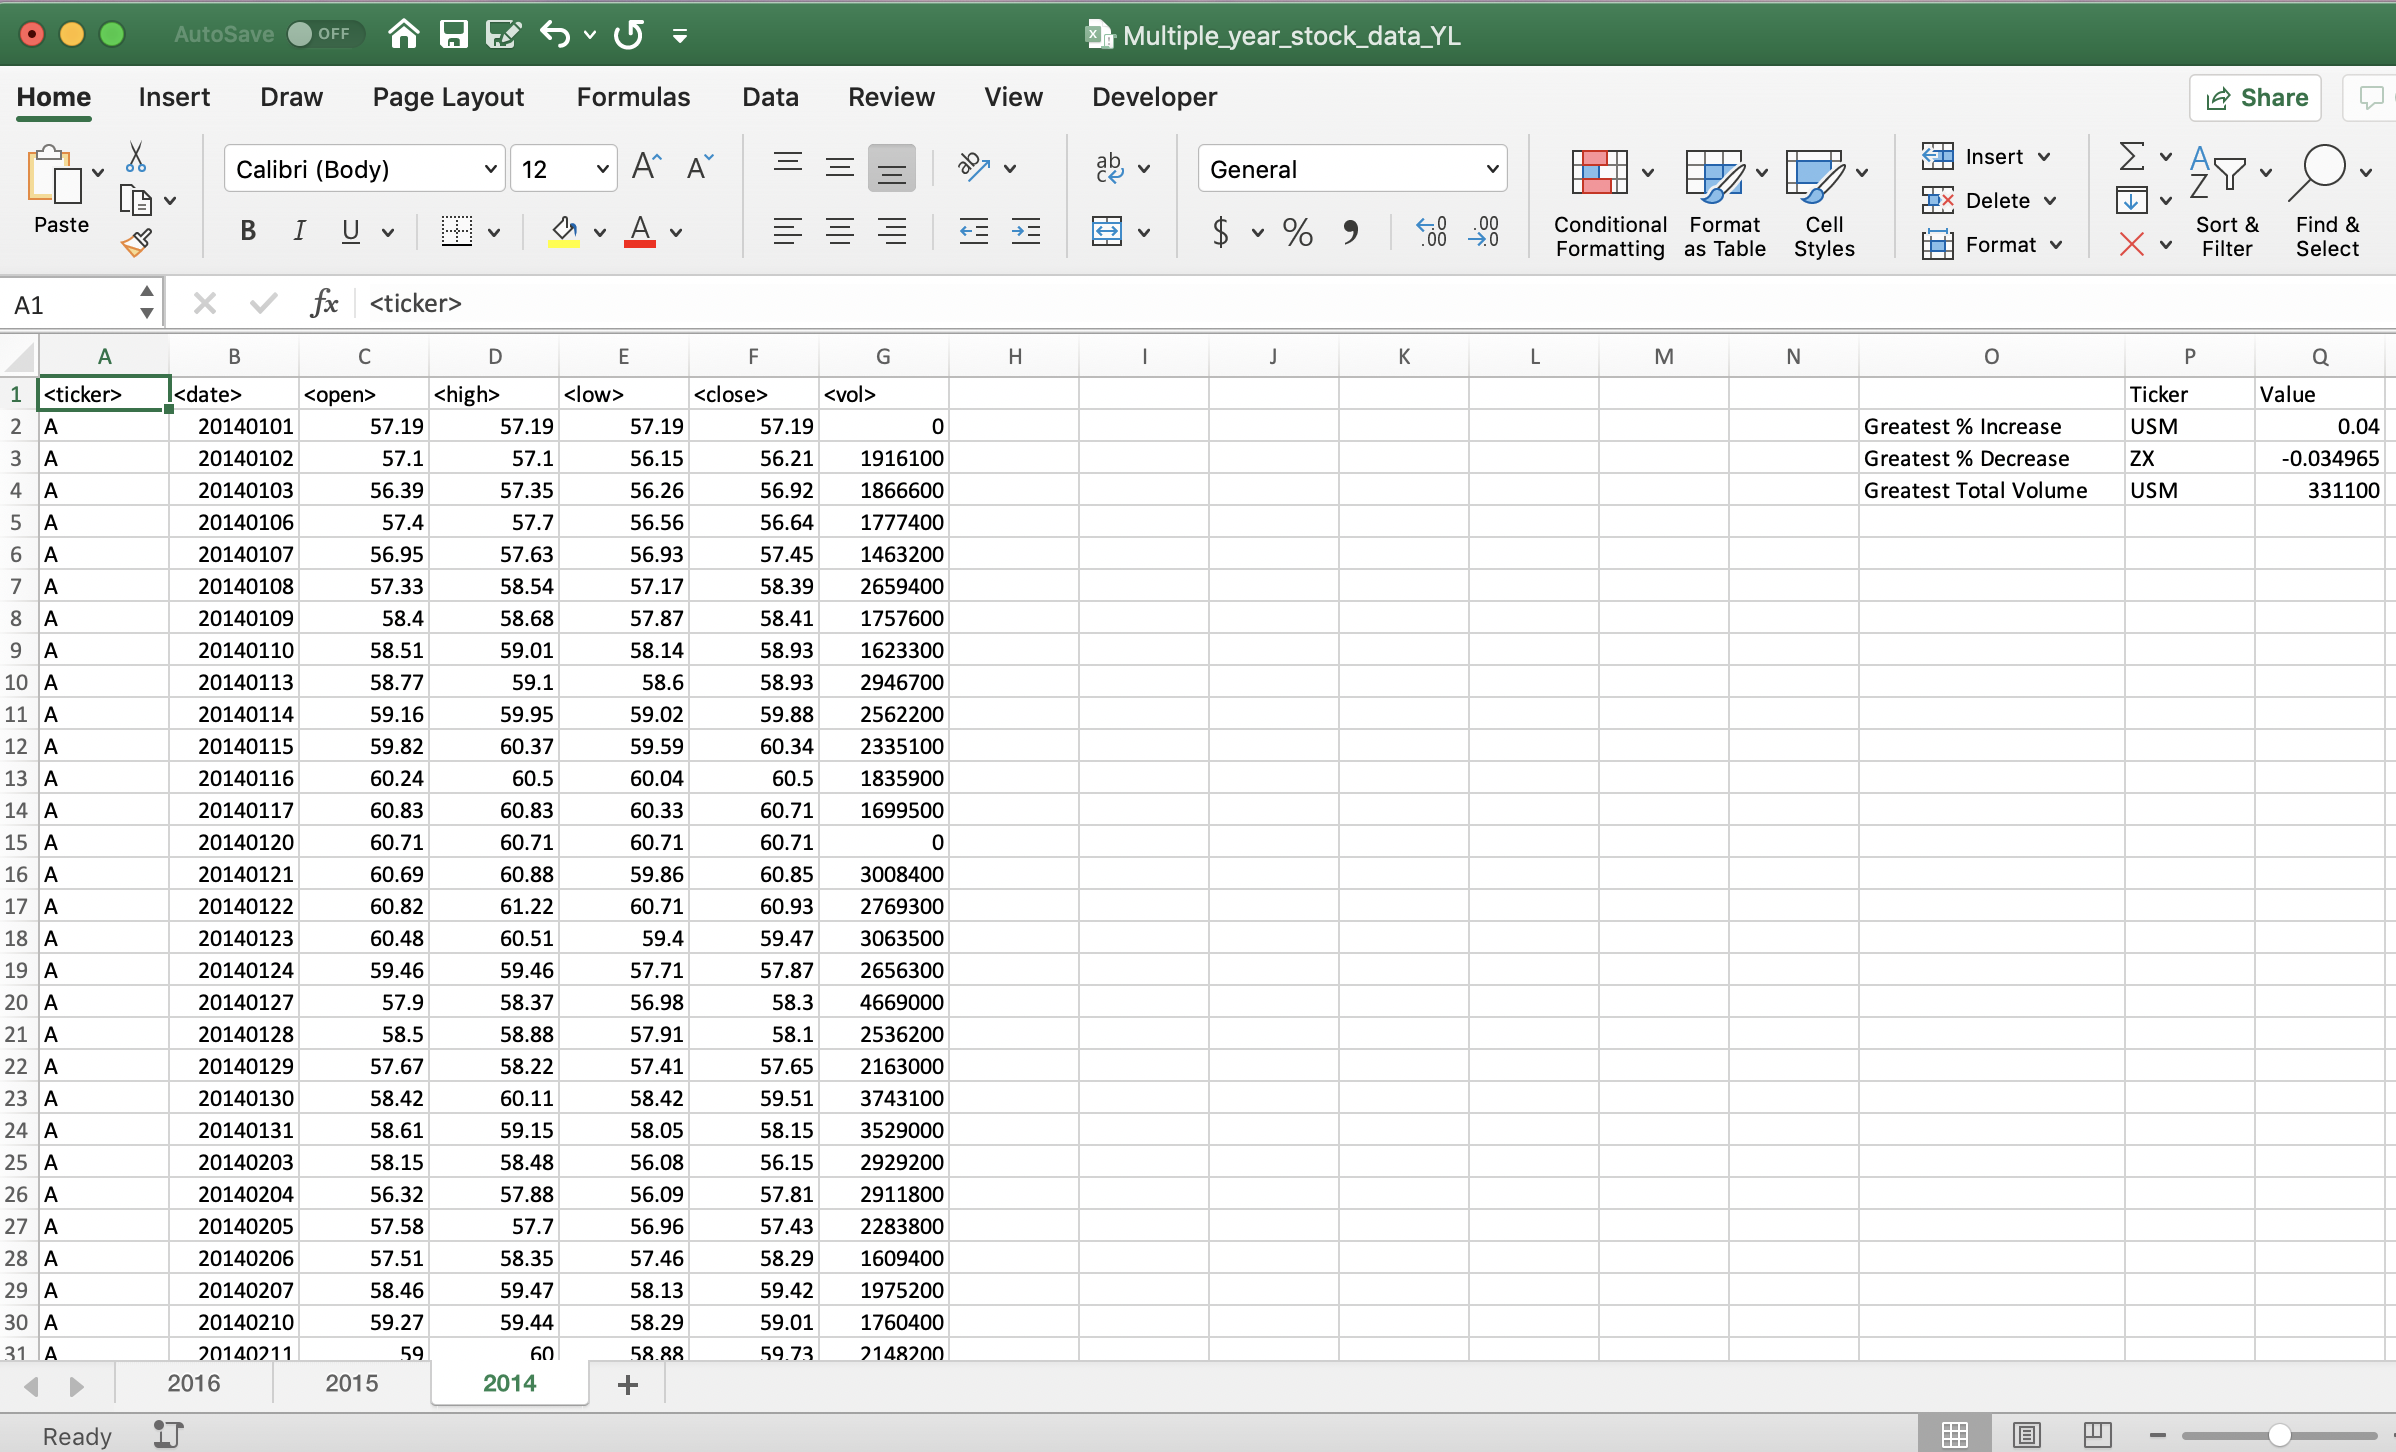 AutoSave OFF Multiple_year_stock_data_YL
Home Insert Draw Page Layout Formulas Data Review View Developer Share
Calibri (Body) 12 A A ab ab c General Insert Σ A Z
Paste Delete
B I U A $ % , .0 .00 .00 .0 Conditional Formatting Format as Table Cell Styles Format Sort & Filter Find & Select
A1 fx <ticker>
A B C D E F G H I J K L M N O P Q
1 <ticker> <date> <open> <high> <low> <close> <vol> Ticker Value
2 A 20140101 57.19 57.19 57.19 57.19 0 Greatest % Increase USM 0.04
3 A 20140102 57.1 57.1 56.15 56.21 1916100 Greatest % Decrease ZX -0.034965
4 A 20140103 56.39 57.35 56.26 56.92 1866600 Greatest Total Volume USM 331100
5 A 20140106 57.4 57.7 56.56 56.64 1777400
6 A 20140107 56.95 57.63 56.93 57.45 1463200
7 A 20140108 57.33 58.54 57.17 58.39 2659400
8 A 20140109 58.4 58.68 57.87 58.41 1757600
9 A 20140110 58.51 59.01 58.14 58.93 1623300
10 A 20140113 58.77 59.1 58.6 58.93 2946700
11 A 20140114 59.16 59.95 59.02 59.88 2562200
12 A 20140115 59.82 60.37 59.59 60.34 2335100
13 A 20140116 60.24 60.5 60.04 60.5 1835900
14 A 20140117 60.83 60.83 60.33 60.71 1699500
15 A 20140120 60.71 60.71 60.71 60.71 0
16 A 20140121 60.69 60.88 59.86 60.85 3008400
17 A 20140122 60.82 61.22 60.71 60.93 2769300
18 A 20140123 60.48 60.51 59.4 59.47 3063500
19 A 20140124 59.46 59.46 57.71 57.87 2656300
20 A 20140127 57.9 58.37 56.98 58.3 4669000
21 A 20140128 58.5 58.88 57.91 58.1 2536200
22 A 20140129 57.67 58.22 57.41 57.65 2163000
23 A 20140130 58.42 60.11 58.42 59.51 3743100
24 A 20140131 58.61 59.15 58.05 58.15 3529000
25 A 20140203 58.15 58.48 56.08 56.15 2929200
26 A 20140204 56.32 57.88 56.09 57.81 2911800
27 A 20140205 57.58 57.7 56.96 57.43 2283800
28 A 20140206 57.51 58.35 57.46 58.29 1609400
29 A 20140207 58.46 59.47 58.13 59.42 1975200
30 A 20140210 59.27 59.44 58.29 59.01 1760400
31 A 20140211 59 60 58.88 59.73 2148200
2016 2015 2014 +
Ready